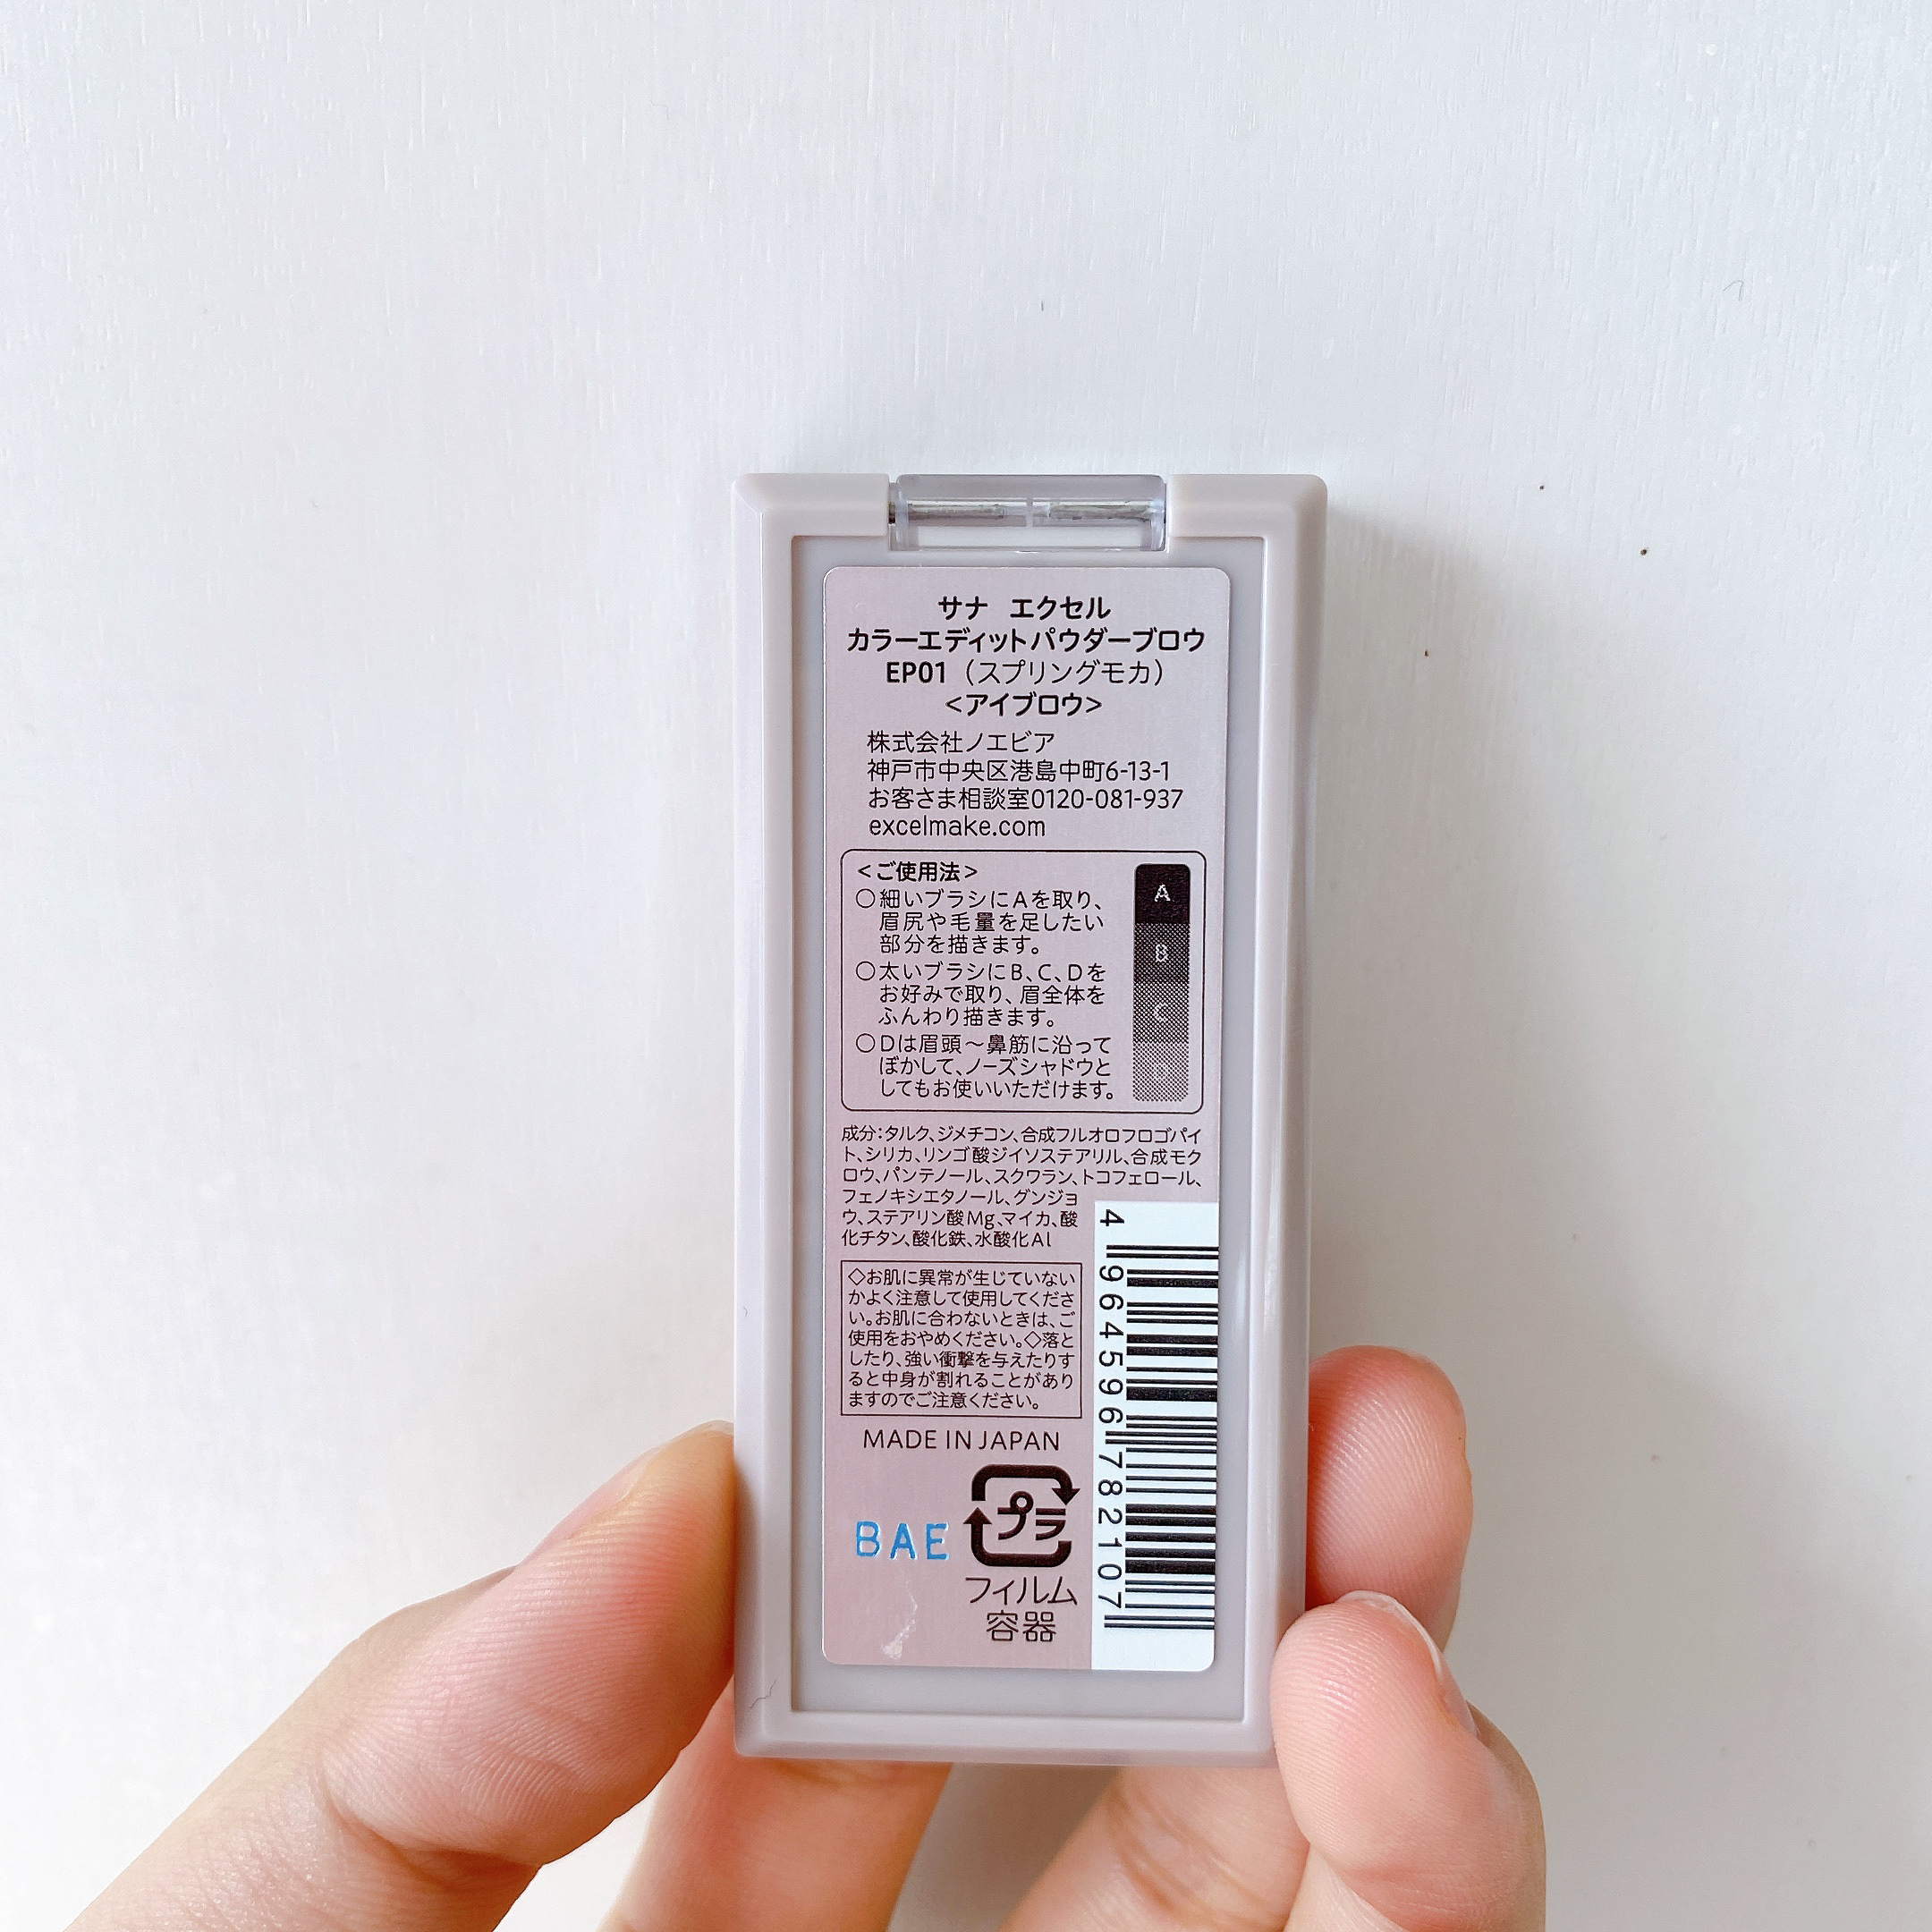 サナ エクセル
カラーエディットパウダーブロウ
EP01（スプリングモカ）
<アイブロウ>
株式会社ノエビア
神戸市中央区港島中町6-13-1
お客さま相談室0120-081-937
excelmake.com
<ご使用法>
○細いブラシにAを取り、
眉尻や毛量を足したい
部分を描きます。
○太いブラシにB、C、Dを
お好みで取り、眉全体を
ふんわり描きます。
○Dは眉頭～鼻筋に沿って
ぼかして、ノーズシャドウと
してもお使いいただけます。
A
B
C
D
成分：タルク、ジメチコン、合成フルオロフロゴパイ
ト、シリカ、リンゴ酸ジイソステアリル、合成モク
ロウ、パンテノール、スクワラン、トコフェロール、
フェノキシエタノール、グンジョ
ウ、ステアリン酸Mg、マイカ、酸
化チタン、酸化鉄、水酸化Al
◇お肌に異常が生じていない
かよく注意して使用してくださ
い。お肌に合わないときは、ご
使用をおやめください。◇落と
したり、強い衝撃を与えたりす
ると中身が割れることがあり
ますのでご注意ください。
MADE IN JAPAN
BAE
プラ
フィルム
容器
4964596782107